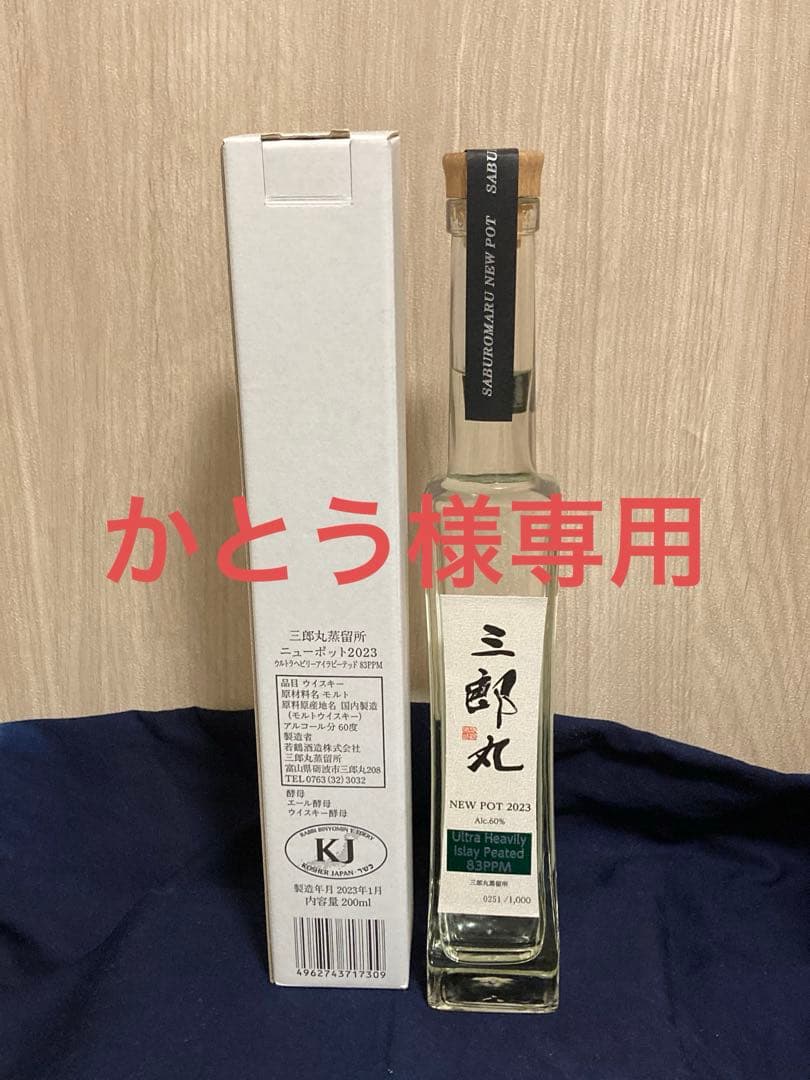 かとう様専用
三郎丸蒸留所
ニューポット2023
ウルトラヘビリーアイラピーテッド 83PPM
品目 ウイスキー
原材料名 モルト
原料原産地名 国内製造
(モルトウイスキー)
アルコール分 60度
製造者
若鶴酒造株式会社
三郎丸蒸留所
富山県砺波市三郎丸208
TEL0763(32)3032
酵母
エール酵母
ウイスキー酵母
RABBI BINYOMIN Y. EDERY
KJ
KOSHER JAPAN כשר
製造年月 2023年1月
内容量 200ml
4962743717309
SABUROMARU NEW POT
SABU
三郎丸
NEW POT 2023
Alc.60%
Ultra Heavily
Islay Peated
83PPM
三郎丸蒸留所
0251 /1,000